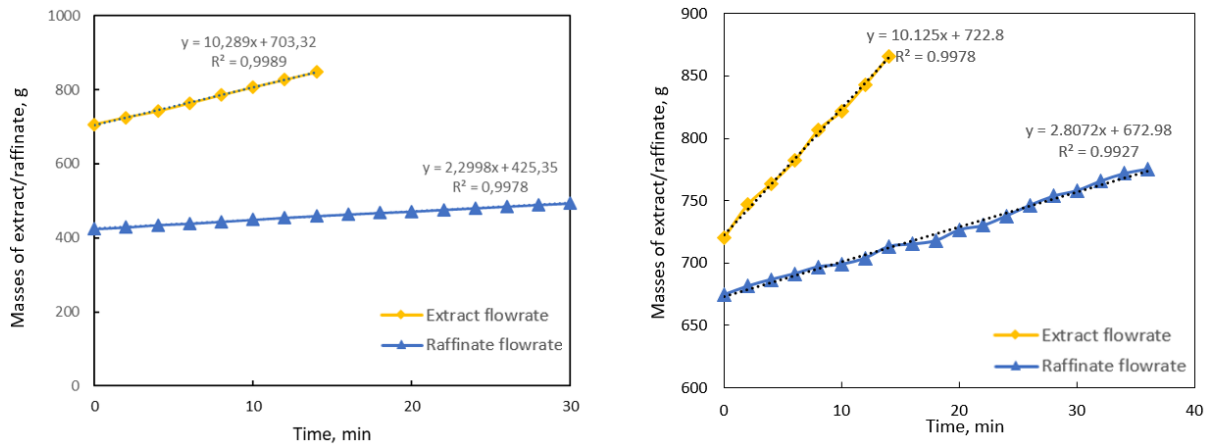 1000
800
600
400
200
0
Masses of extract/raffinate, g
y = 10,289x + 703,32
R² = 0,9989
y = 2,2998x + 425,35
R² = 0,9978
Extract flowrate
Raffinate flowrate
0 10 20 30
Time, min
900
850
800
750
700
650
600
Masses of extract/raffinate, g
y = 10.125x + 722.8
R² = 0.9978
y = 2.8072x + 672.98
R² = 0.9927
Extract flowrate
Raffinate flowrate
0 10 20 30 40
Time, min